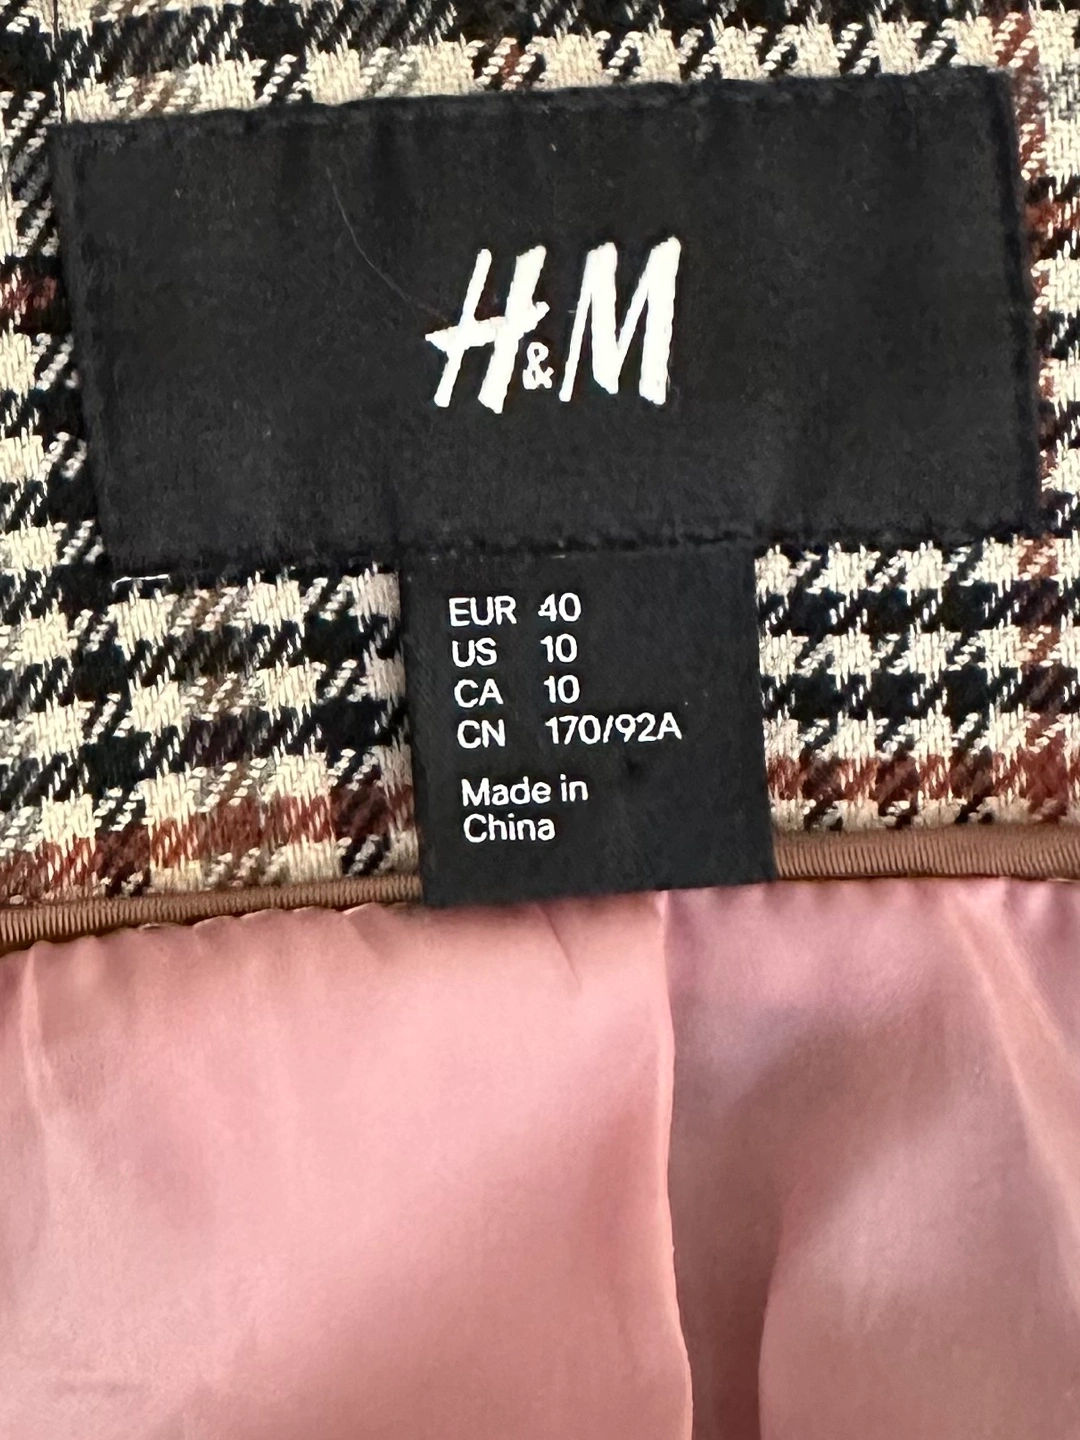 H&M
EUR 40
US 10
CA 10
CN 170/92A
Made in
China